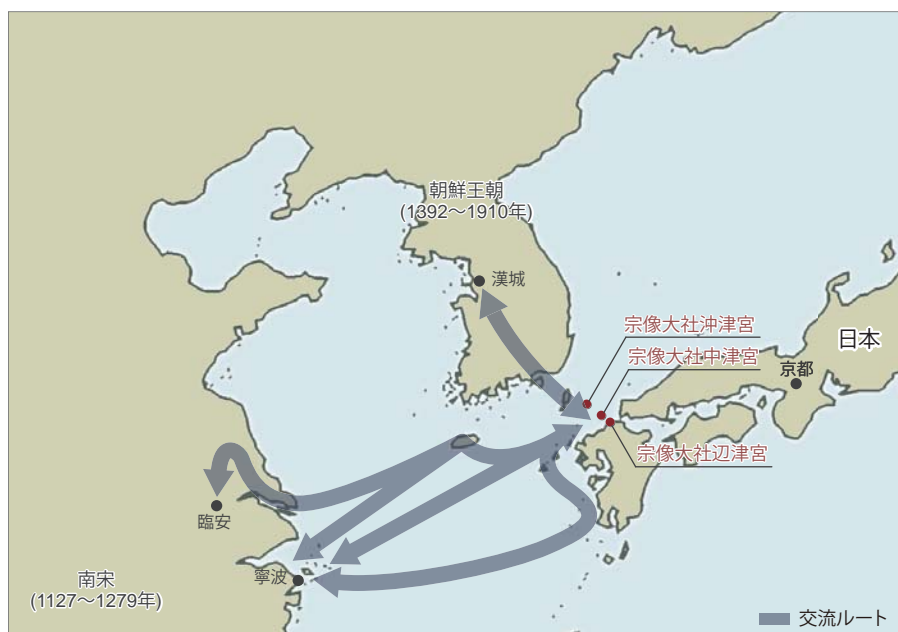 朝鮮王朝
(1392〜1910年)
漢城
宗像大社沖津宮
日本
宗像大社中津宮
京都
宗像大社辺津宮
臨安
寧波
南宋
(1127〜1279年)
交流ルート